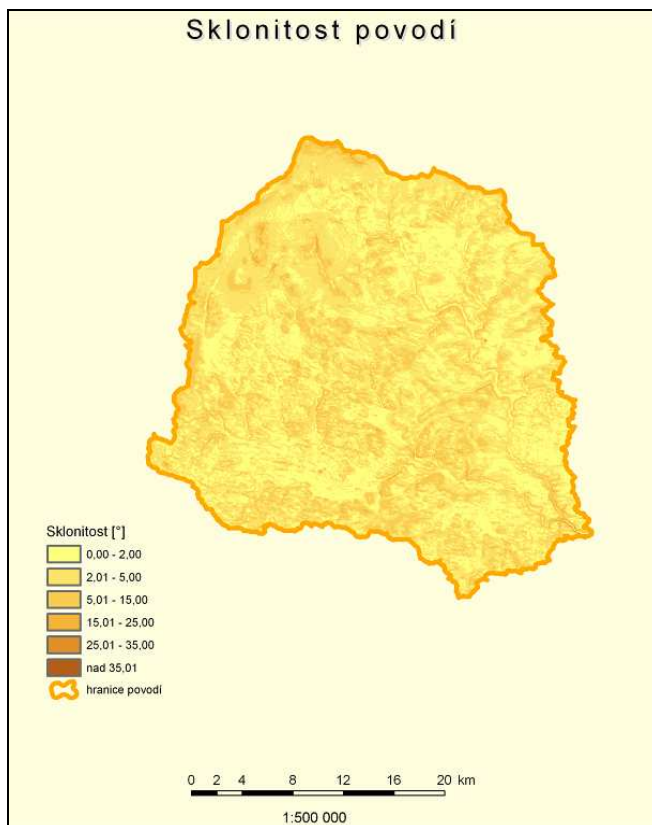 Sklonitost povodí
Sklonitost [°]
0,00 - 2,00
2,01 - 5,00
5,01 - 15,00
15,01 - 25,00
25,01 - 35,00
nad 35,01
hranice povodí
0 2 4 8 12 16 20 km
1:500 000